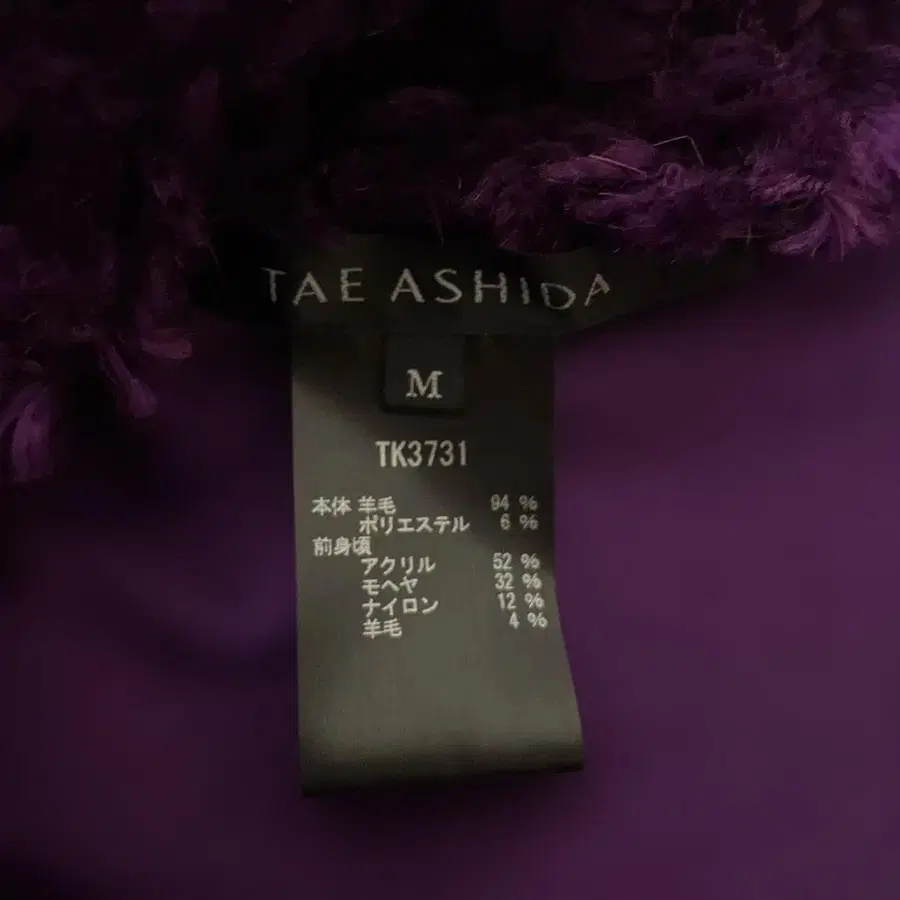 TAE ASHIDA
M
TK3731
本体 羊毛 94 %
ポリエステル 6 %
前身頃
アクリル 52 %
モヘヤ 32 %
ナイロン 12 %
羊毛 4 %